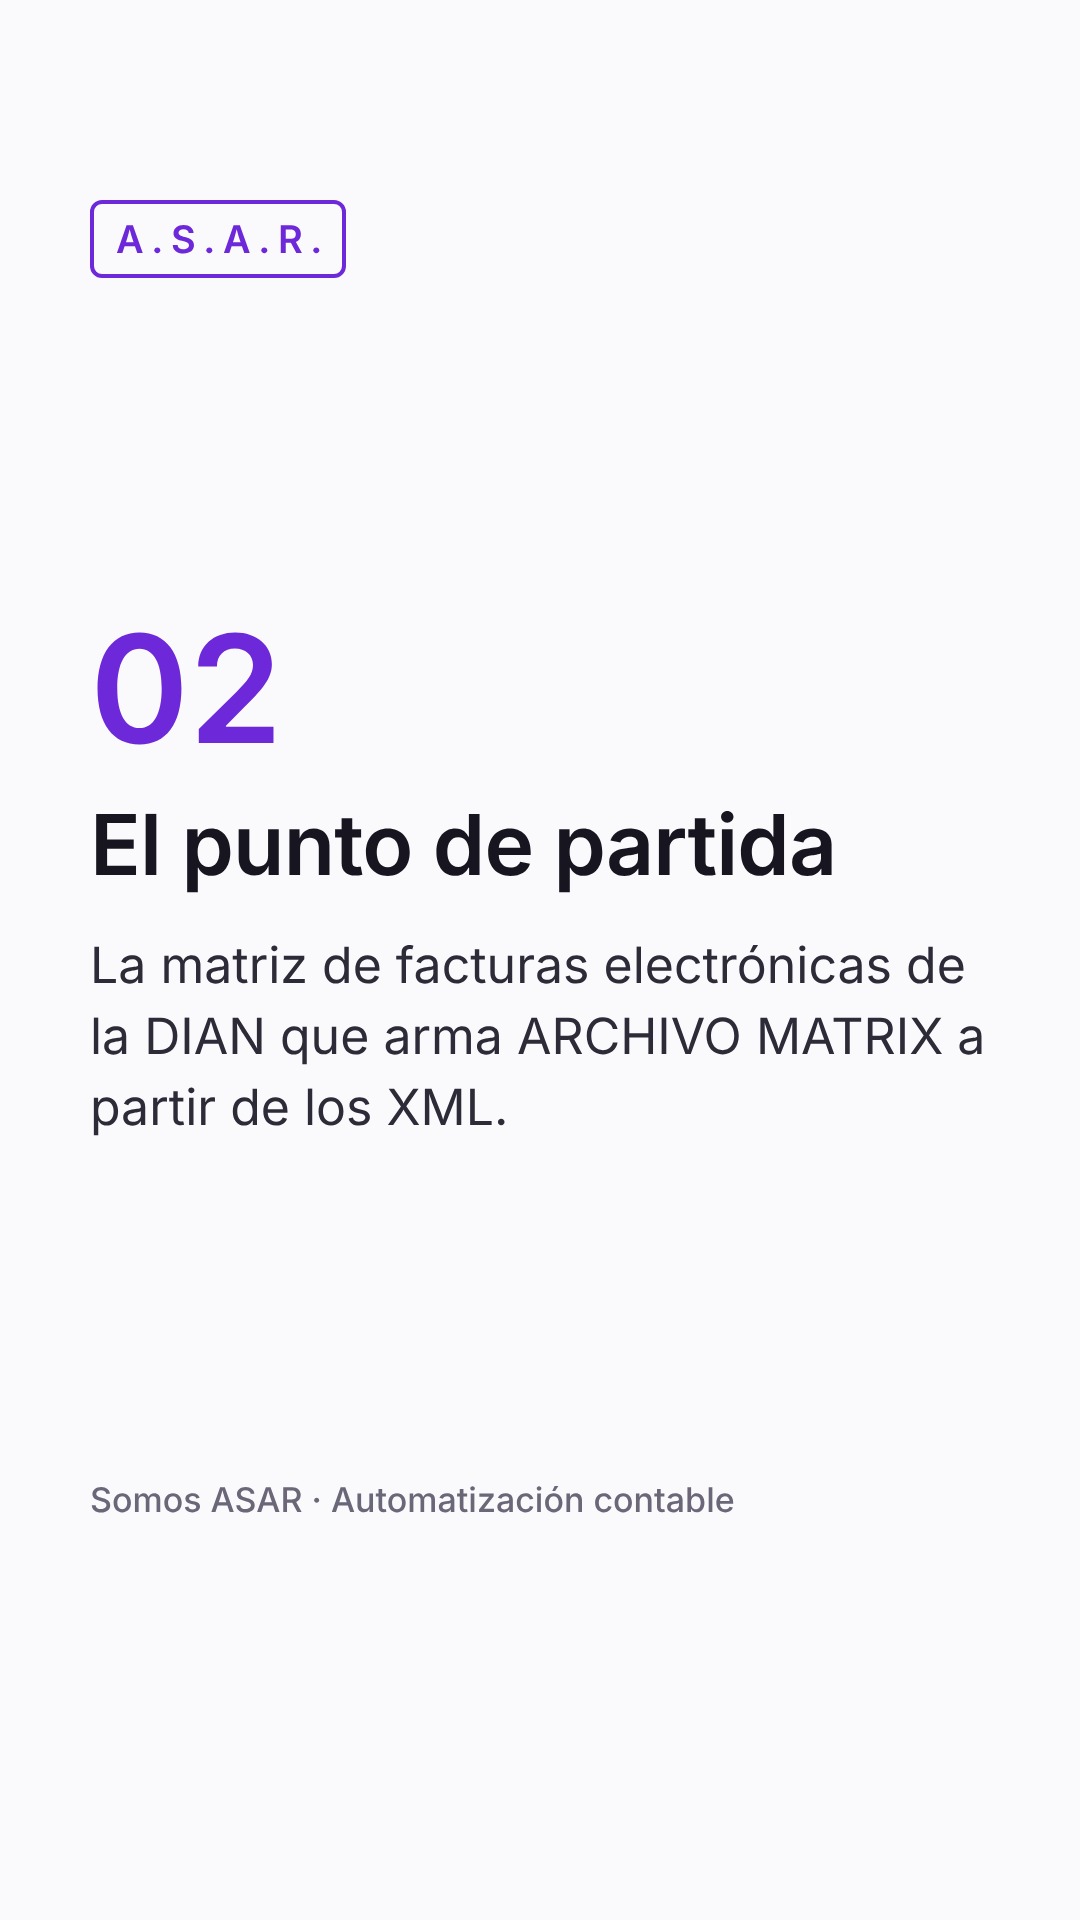 A.S.A.R.
02
El punto de partida
La matriz de facturas electrónicas de
la DIAN que arma ARCHIVO MATRIX a
partir de los XML.
Somos ASAR · Automatización contable